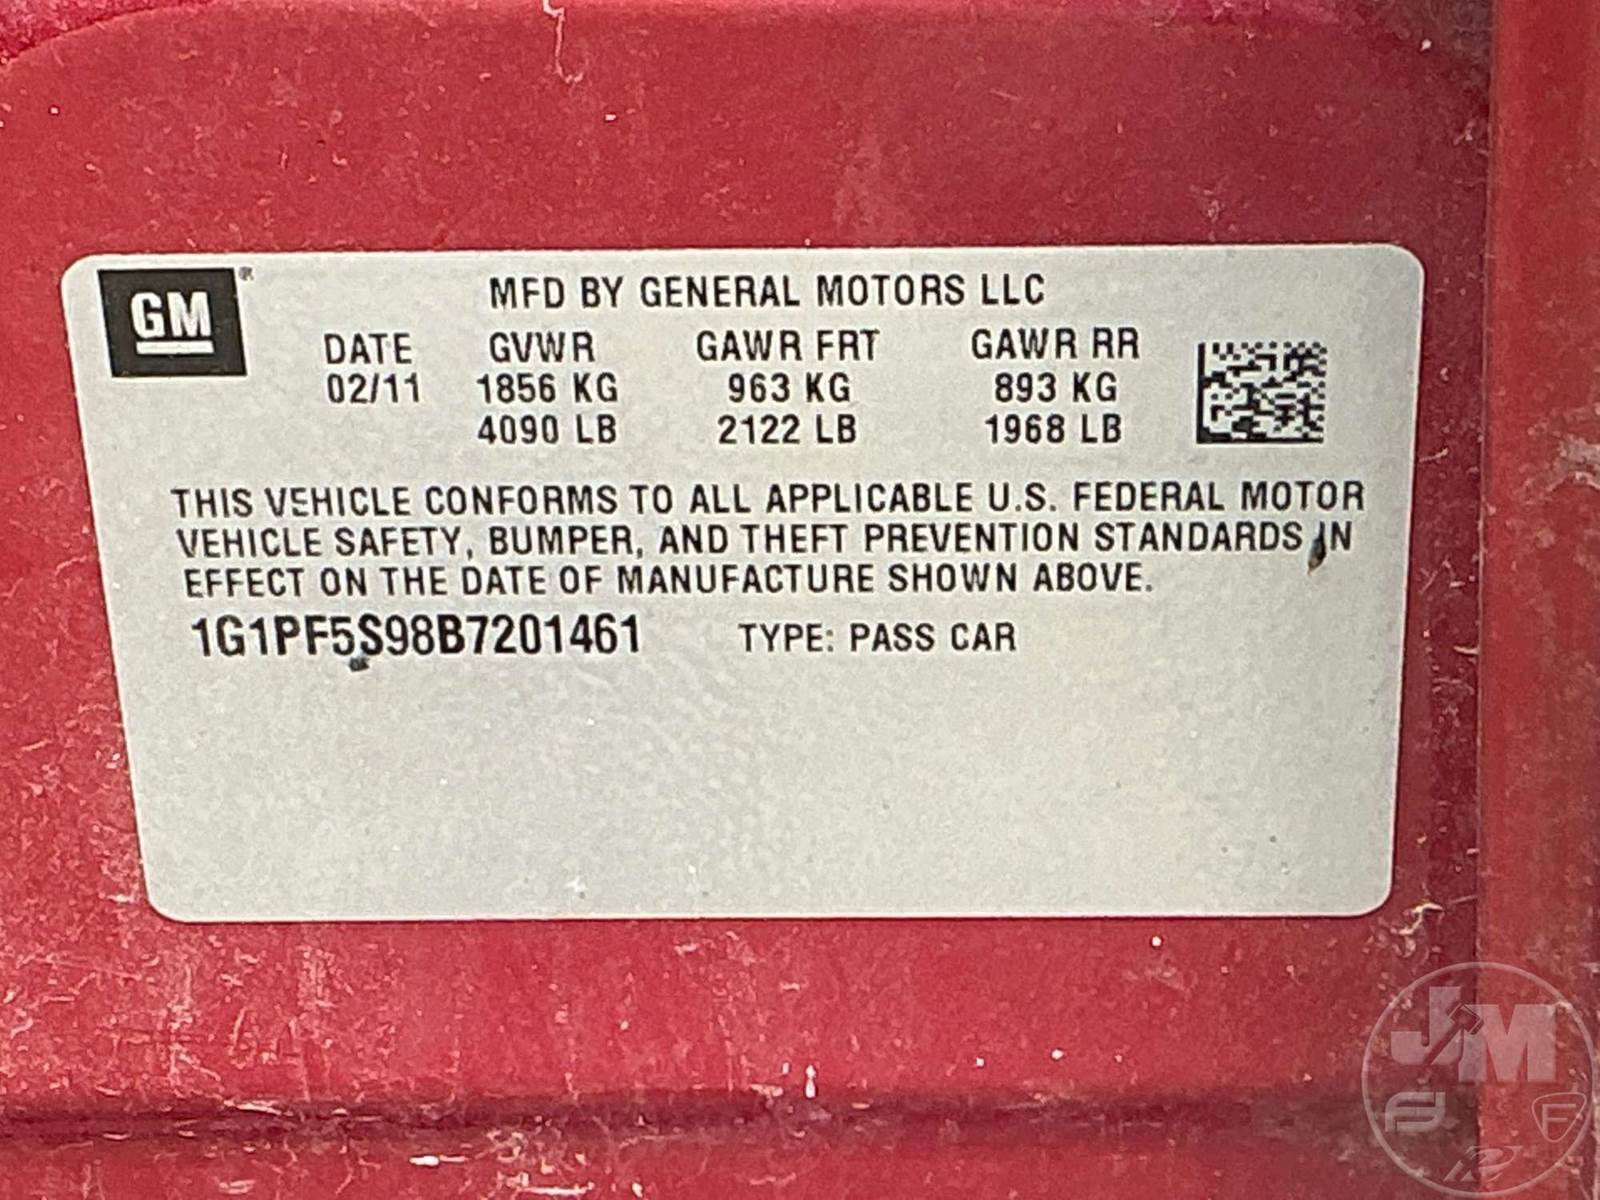 GM®
MFD BY GENERAL MOTORS LLC
DATE GVWR GAWR FRT GAWR RR
02/11 1856 KG 963 KG 893 KG
4090 LB 2122 LB 1968 LB
THIS VEHICLE CONFORMS TO ALL APPLICABLE U.S. FEDERAL MOTOR
VEHICLE SAFETY, BUMPER, AND THEFT PREVENTION STANDARDS IN
EFFECT ON THE DATE OF MANUFACTURE SHOWN ABOVE.
1G1PF5S98B7201461 TYPE: PASS CAR
JM